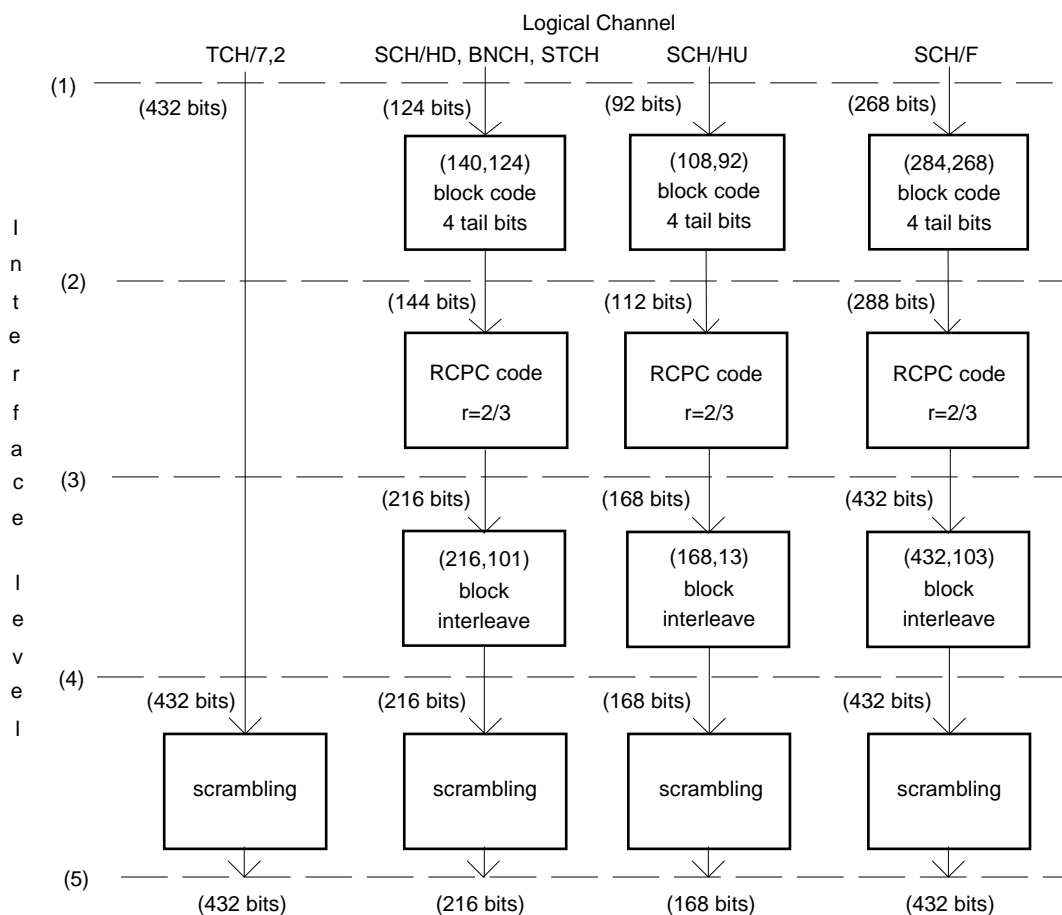 Logical Channel
TCH/7,2 SCH/HD, BNCH, STCH SCH/HU SCH/F
(1)
(432 bits) (124 bits) (92 bits) (268 bits)
(140,124) (108,92) (284,268)
block code block code block code
4 tail bits 4 tail bits 4 tail bits
(2)
(144 bits) (112 bits) (288 bits)
RCPC code RCPC code RCPC code
r=2/3 r=2/3 r=2/3
(3)
(216 bits) (168 bits) (432 bits)
(216,101) (168,13) (432,103)
block block block
interleave interleave interleave
(4)
(432 bits) (216 bits) (168 bits) (432 bits)
scrambling scrambling scrambling scrambling
(5)
(432 bits) (216 bits) (168 bits) (432 bits)
Interface level